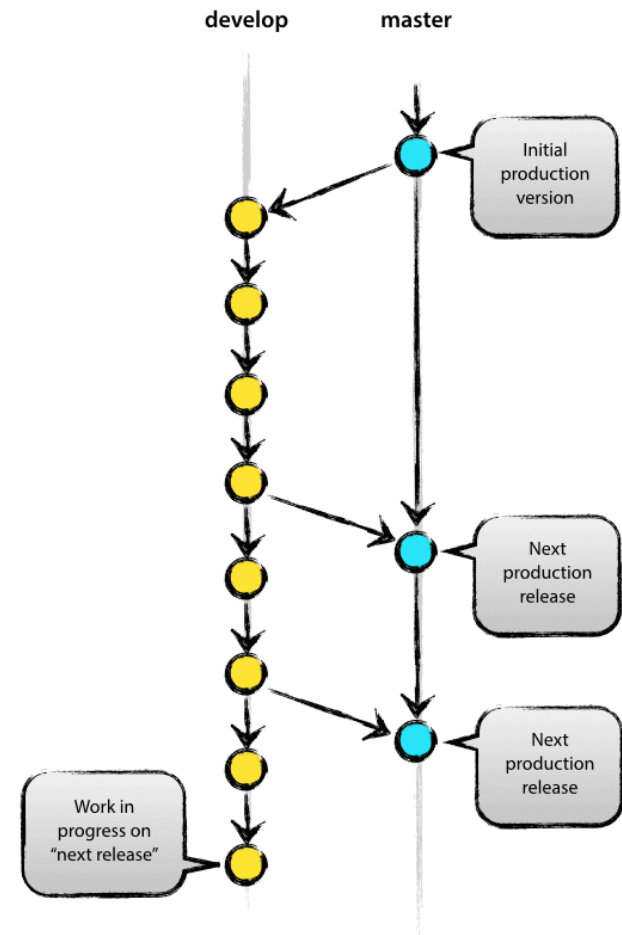 develop
master
Initial
production
version
Next
production
release
Next
production
release
Work in
progress on
“next release”